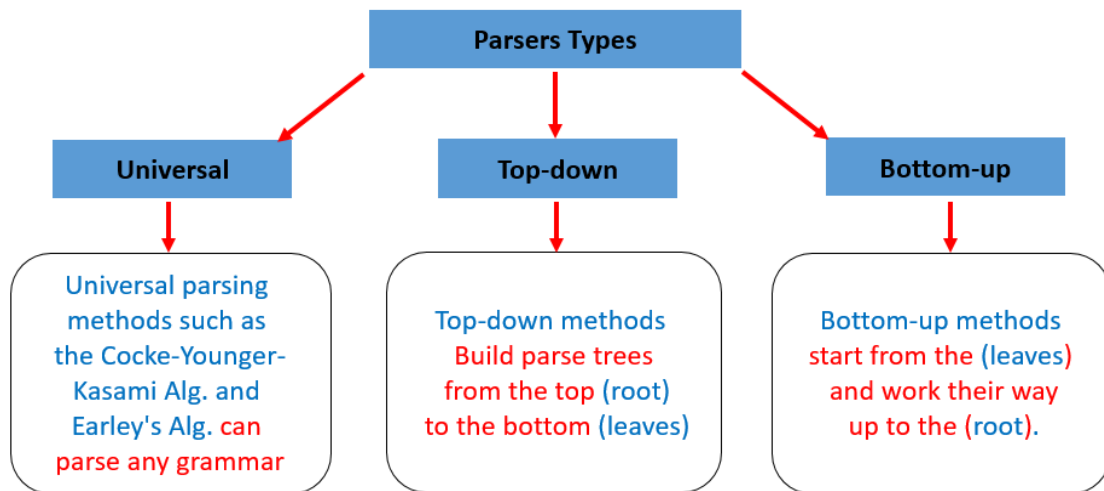 Parsers Types
Universal
Top-down
Bottom-up
Universal parsing
methods such as
the Cocke-Younger-
Kasami Alg. and
Earley's Alg. can
parse any grammar
Top-down methods
Build parse trees
from the top (root)
to the bottom (leaves)
Bottom-up methods
start from the (leaves)
and work their way
up to the (root).